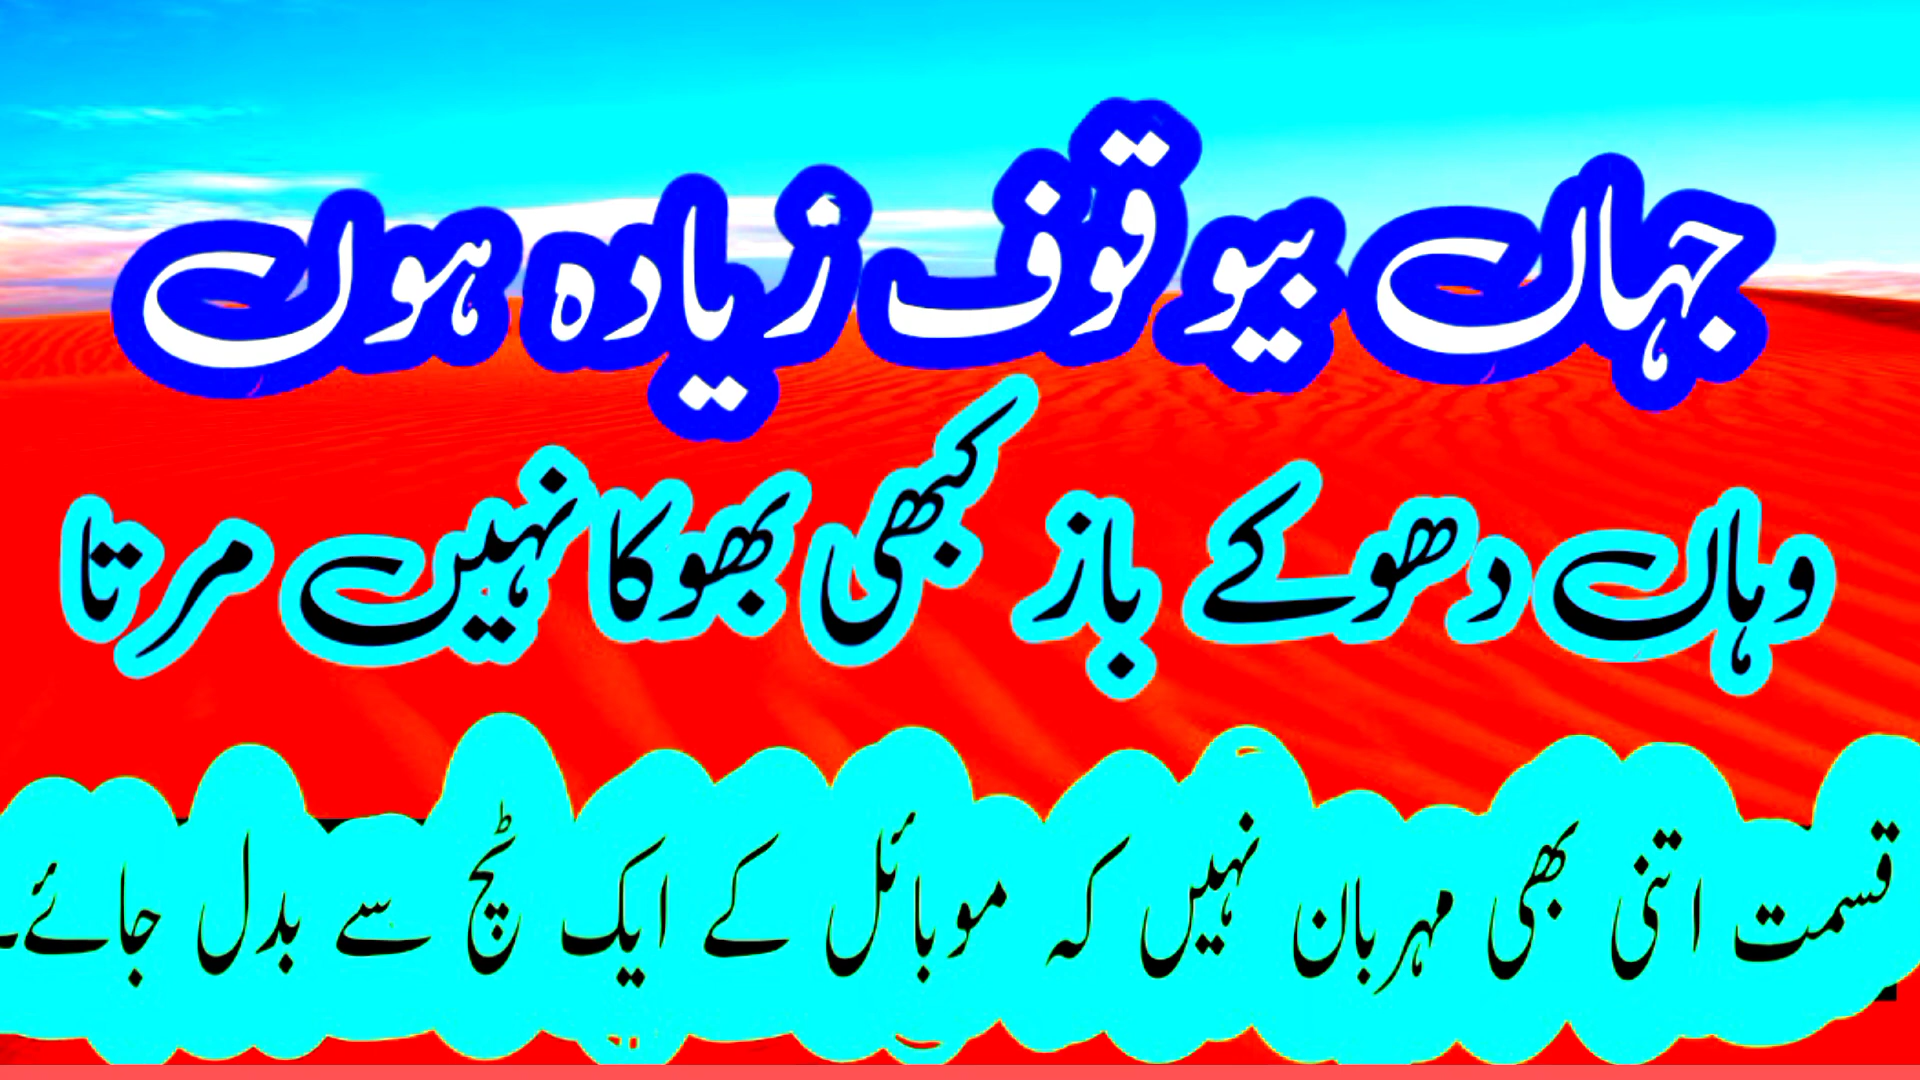 جہاں بیوقوف زیادہ ہوں
وہاں دھوکے باز کبھی بھوکا نہیں مرتا
قسمت اتنی بھی مہربان نہیں کہ موبائل کے ایک ٹچ سے بدل جائے۔